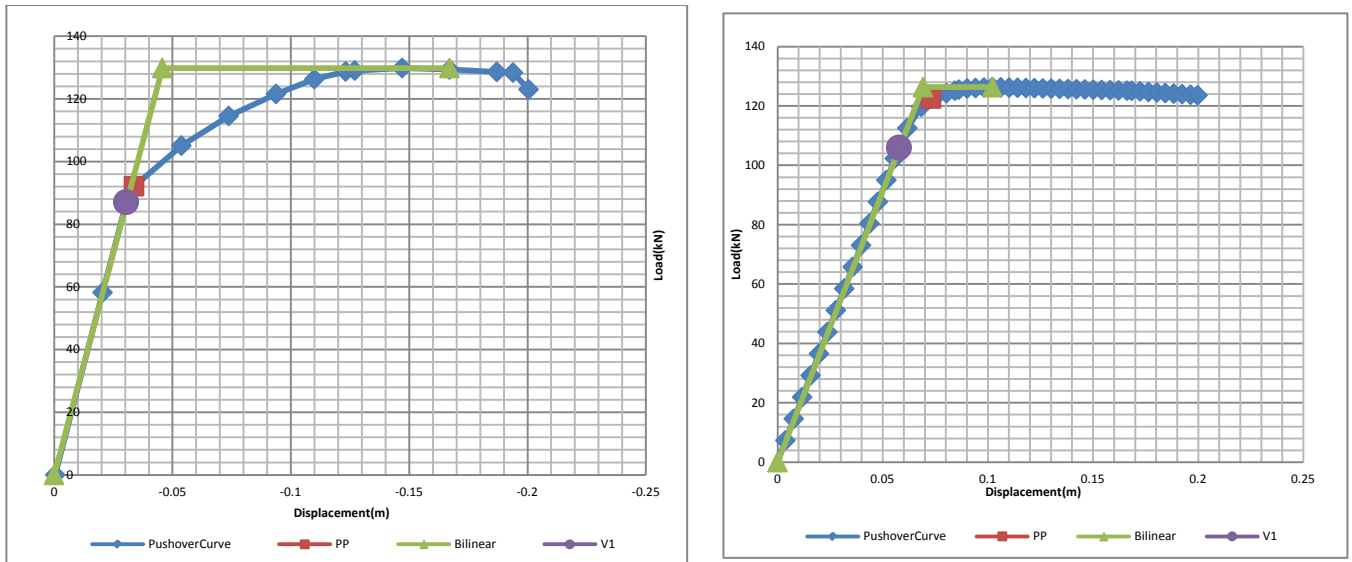 140
120
100
80
60
40
20
0
0 -0.05 -0.1 -0.15 -0.2 -0.25
Displacement(m)
Load(kN)
PushoverCurve PP Bilinear V1
140
120
100
80
60
40
20
0
Load(kN)
0 0.05 0.1 0.15 0.2 0.25
Displacement(m)
PushoverCurve PP Bilinear V1